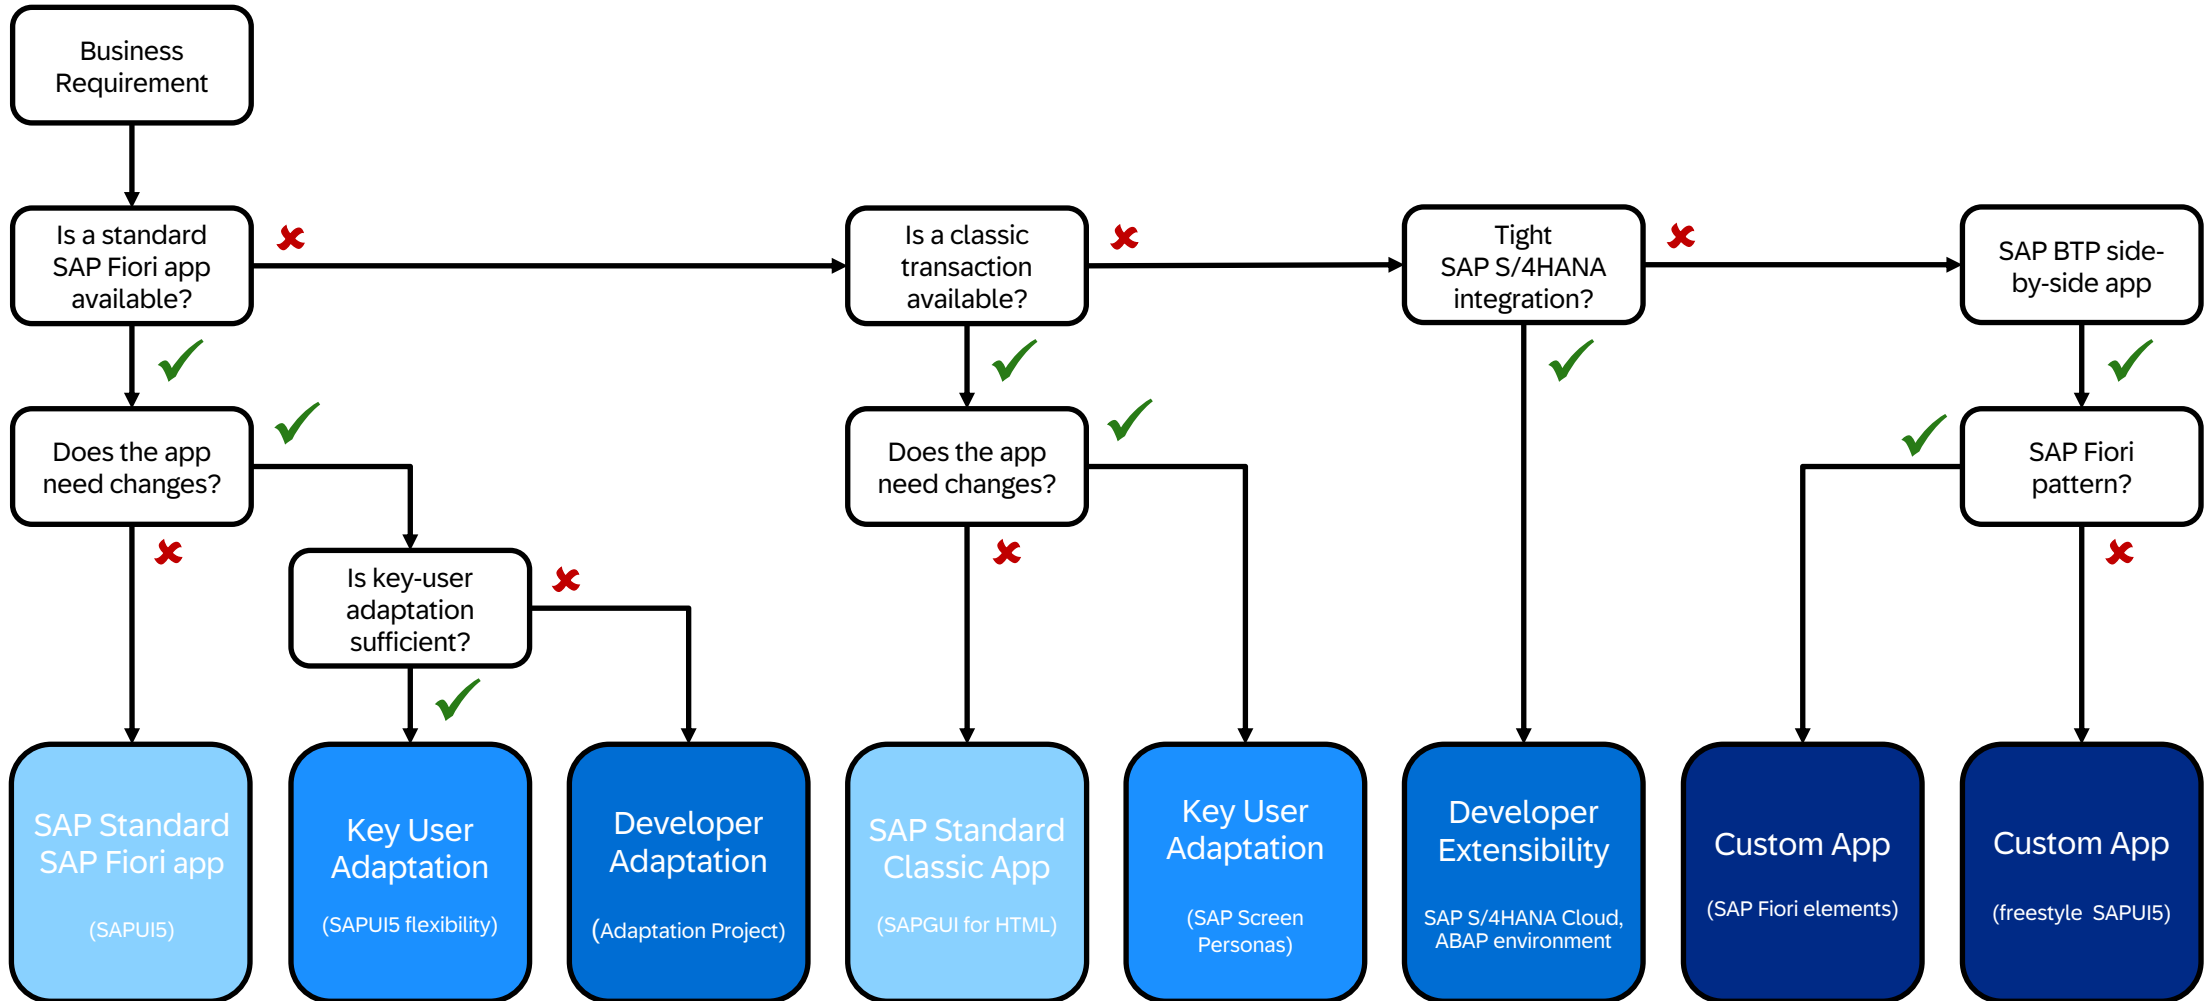 Business
Requirement
Is a standard
SAP Fiori app
available?
Is a classic
transaction
available?
Tight
SAP S/4HANA
integration?
SAP BTP side-
by-side app
Does the app
need changes?
Does the app
need changes?
SAP Fiori
pattern?
Is key-user
adaptation
sufficient?
SAP Standard
SAP Fiori app
(SAPUI5)
Key User
Adaptation
(SAPUI5 flexibility)
Developer
Adaptation
(Adaptation Project)
SAP Standard
Classic App
(SAPGUI for HTML)
Key User
Adaptation
(SAP Screen
Personas)
Developer
Extensibility
SAP S/4HANA Cloud,
ABAP environment
Custom App
(SAP Fiori elements)
Custom App
(freestyle SAPUI5)